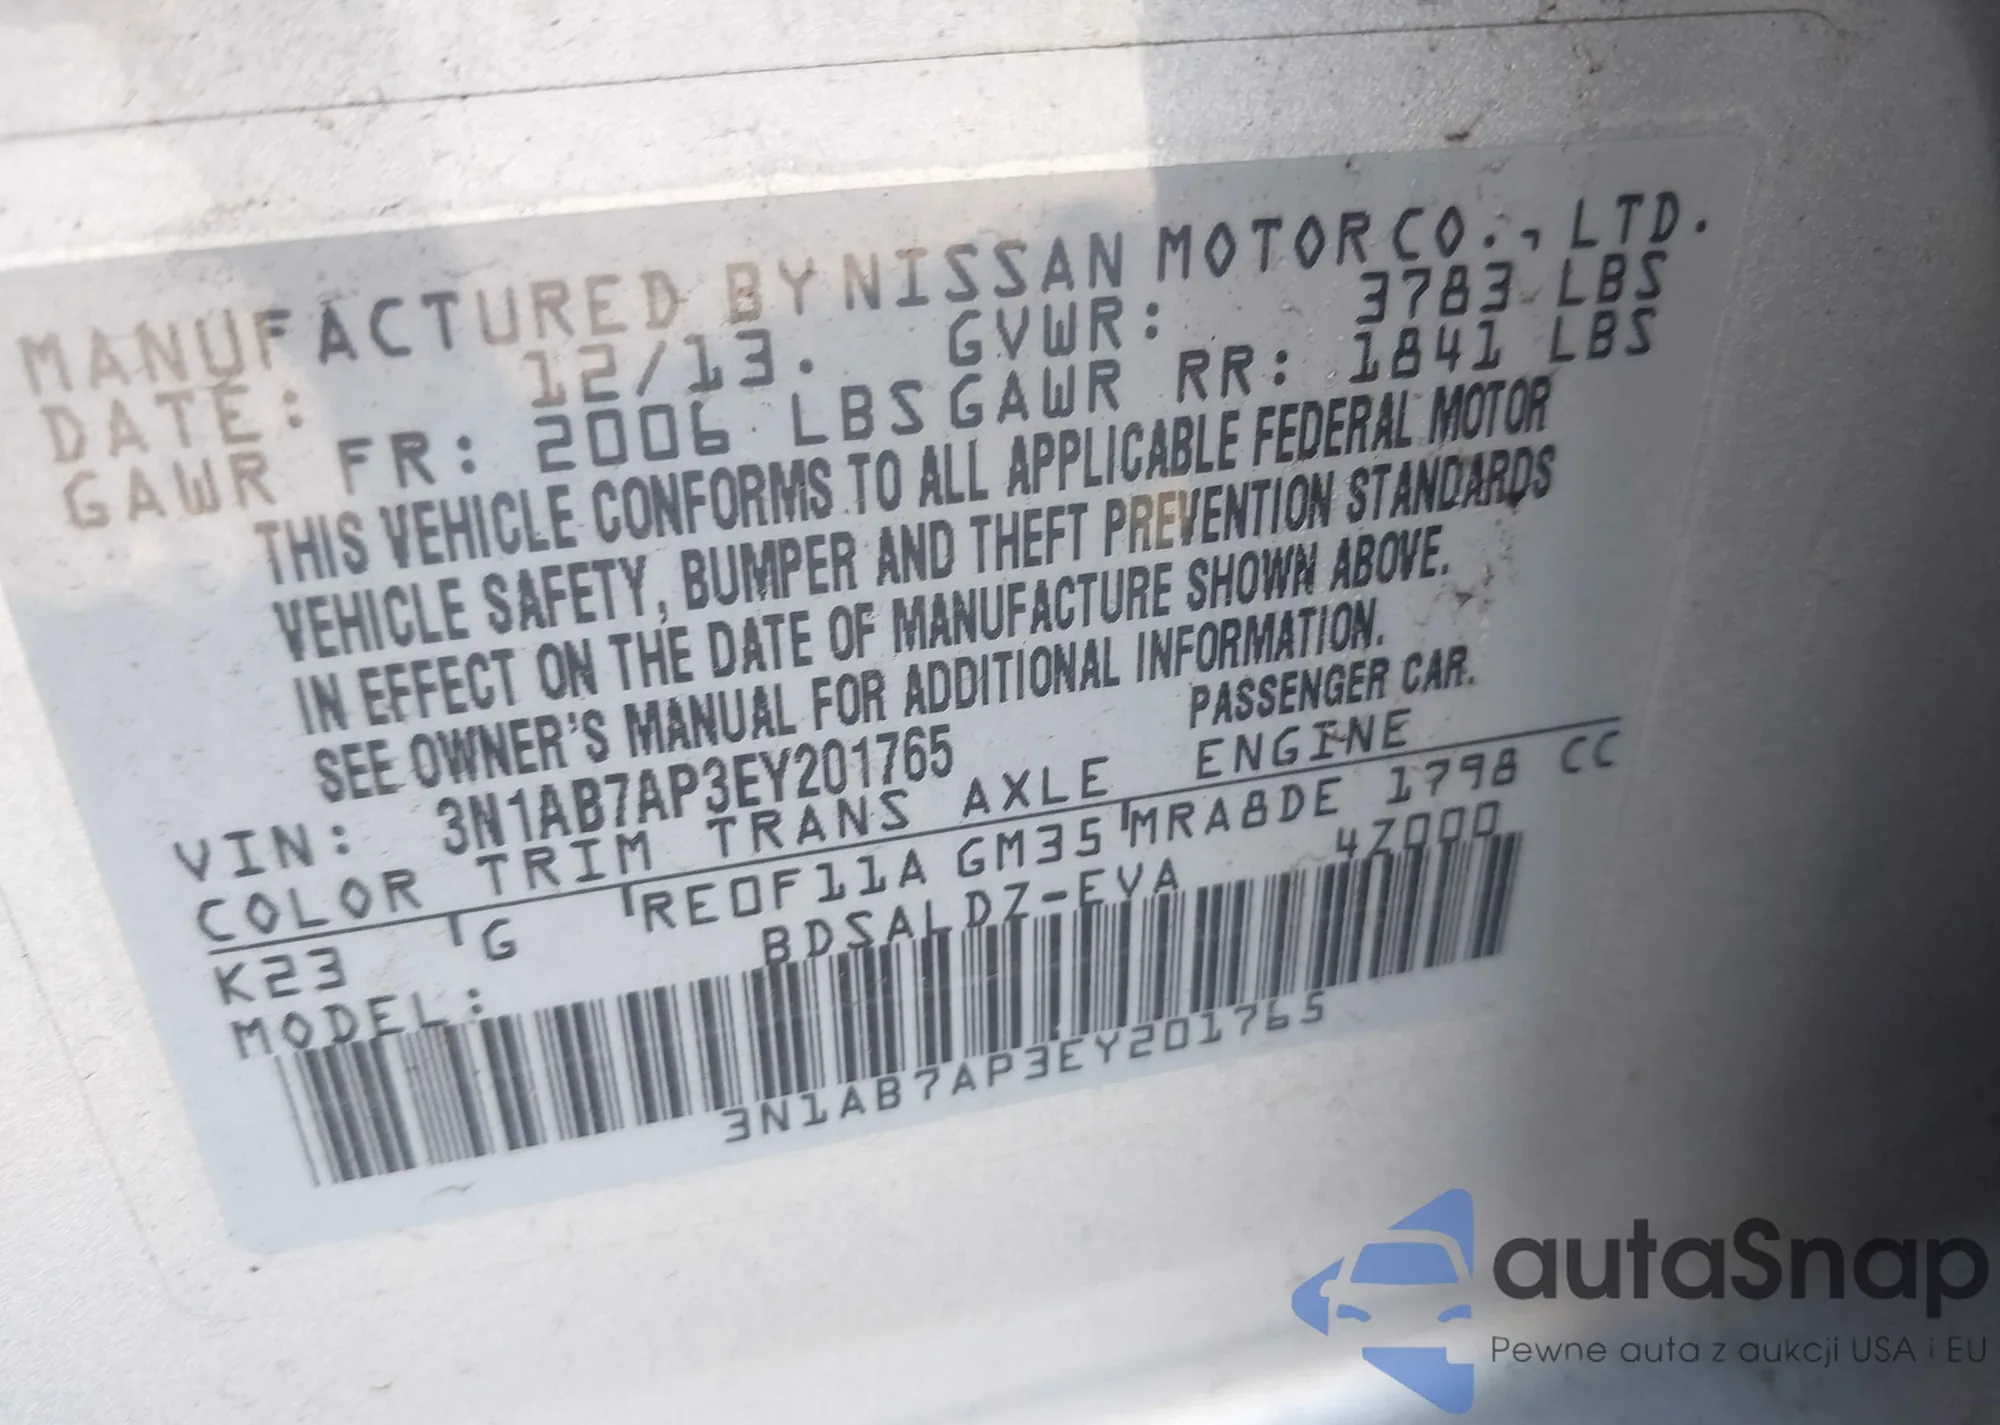 MANUFACTURED BY NISSAN MOTOR CO., LTD.
DATE: 12/13. GVWR: 3783 LBS
GAWR FR: 2006 LBS GAWR RR: 1841 LBS
THIS VEHICLE CONFORMS TO ALL APPLICABLE FEDERAL MOTOR
VEHICLE SAFETY, BUMPER AND THEFT PREVENTION STANDARDS
IN EFFECT ON THE DATE OF MANUFACTURE SHOWN ABOVE.
SEE OWNER'S MANUAL FOR ADDITIONAL INFORMATION.
VIN: 3N1AB7AP3EY201765 PASSENGER CAR.
COLOR TRIM TRANS AXLE ENGINE
K23 G RE0F11A GM35 MRA8DE 1798 CC
MODEL: BDSALDZ-EVA 4Z000
3N1AB7AP3EY201765
autaSnap
Pewne auta z aukcji USA i EU